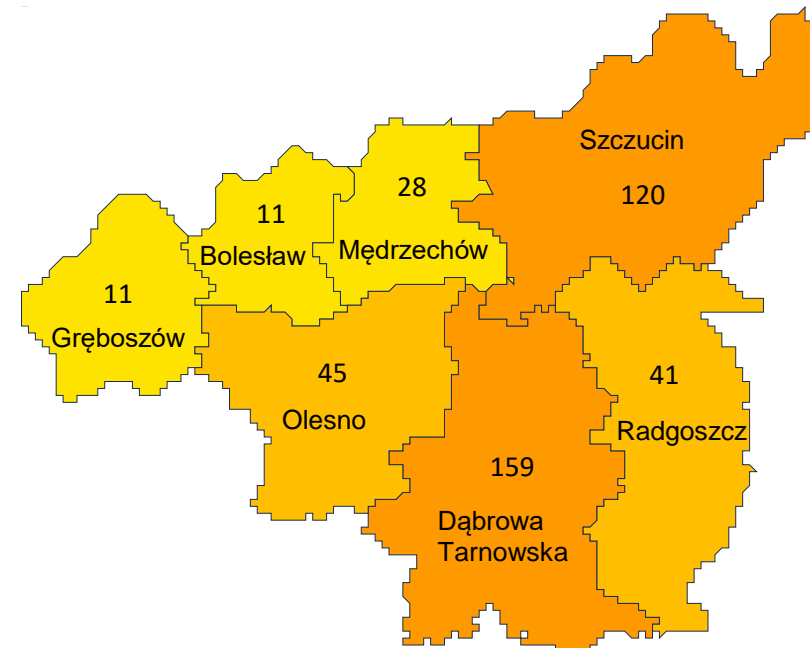 Szczucin
120
28
Mędrzechów
11
Bolesław
11
Gręboszów
45
Olesno
41
Radgoszcz
159
Dąbrowa
Tarnowska